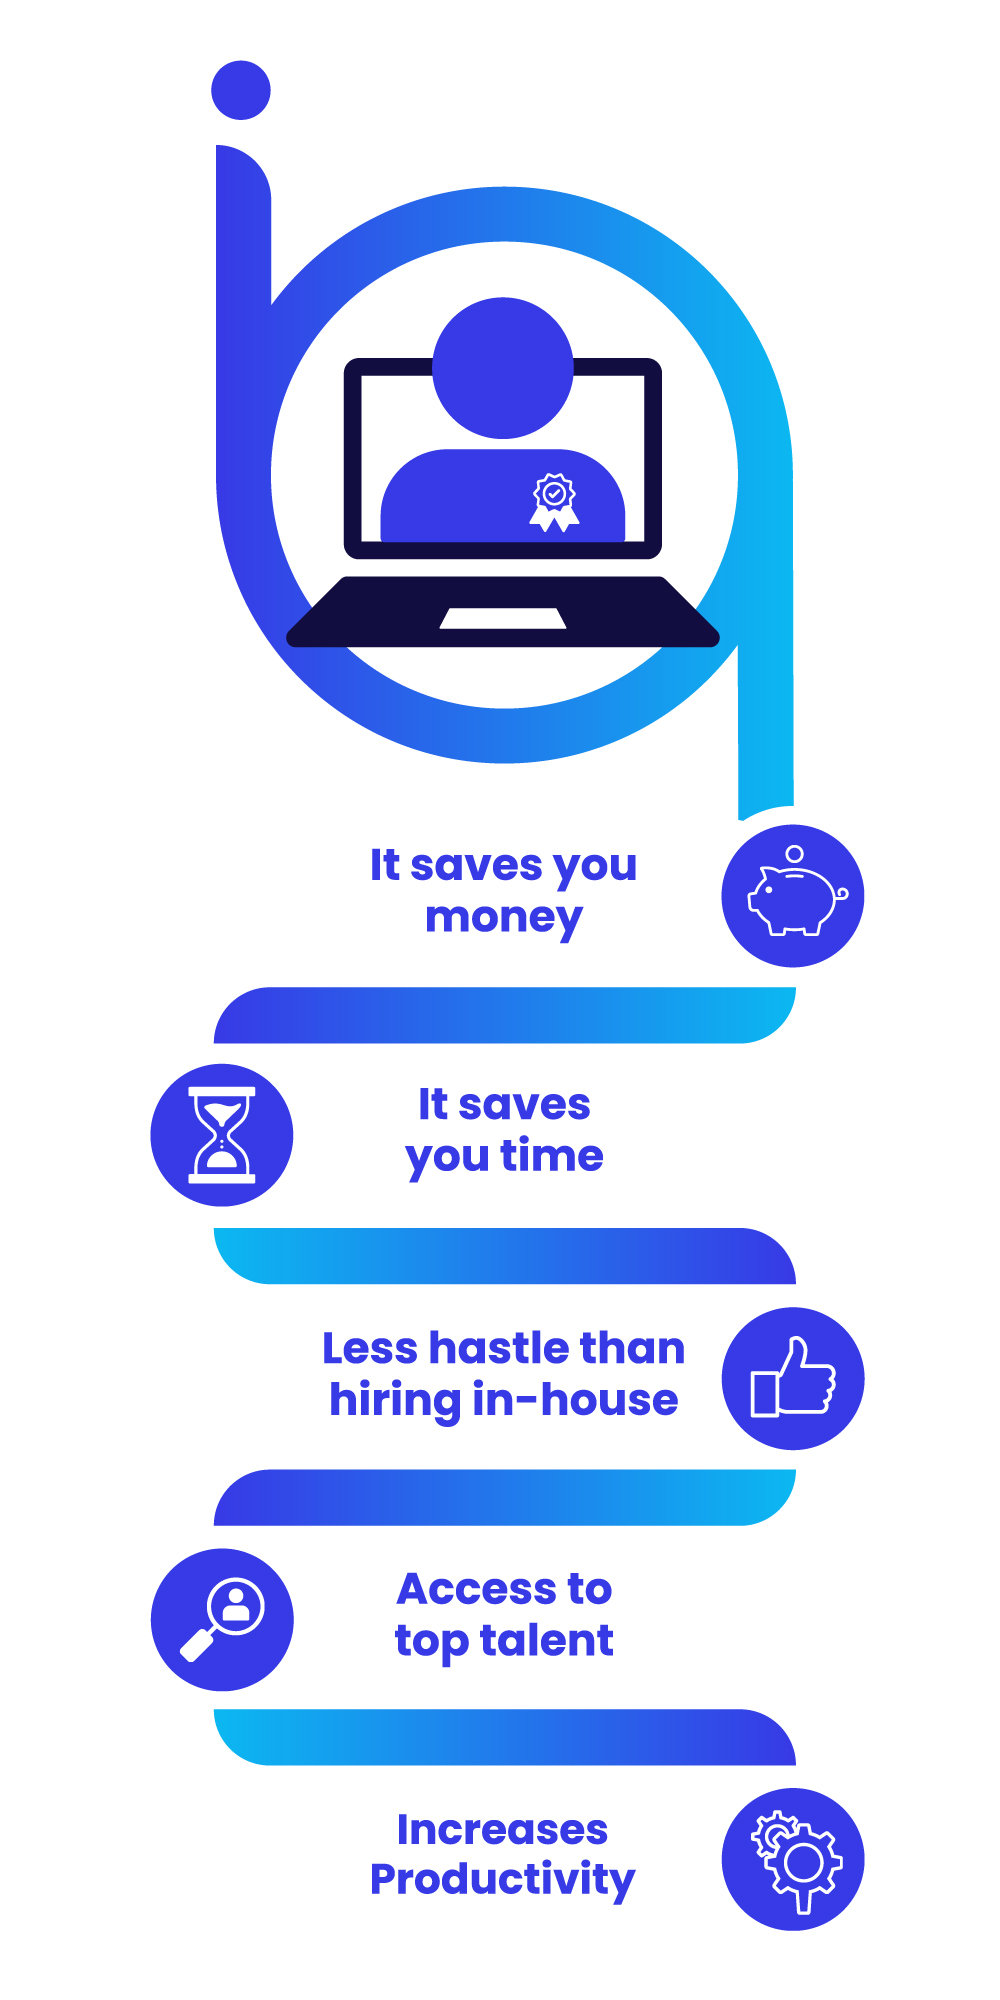 It saves you
money
It saves
you time
Less hastle than
hiring in-house
Access to
top talent
Increases
Productivity